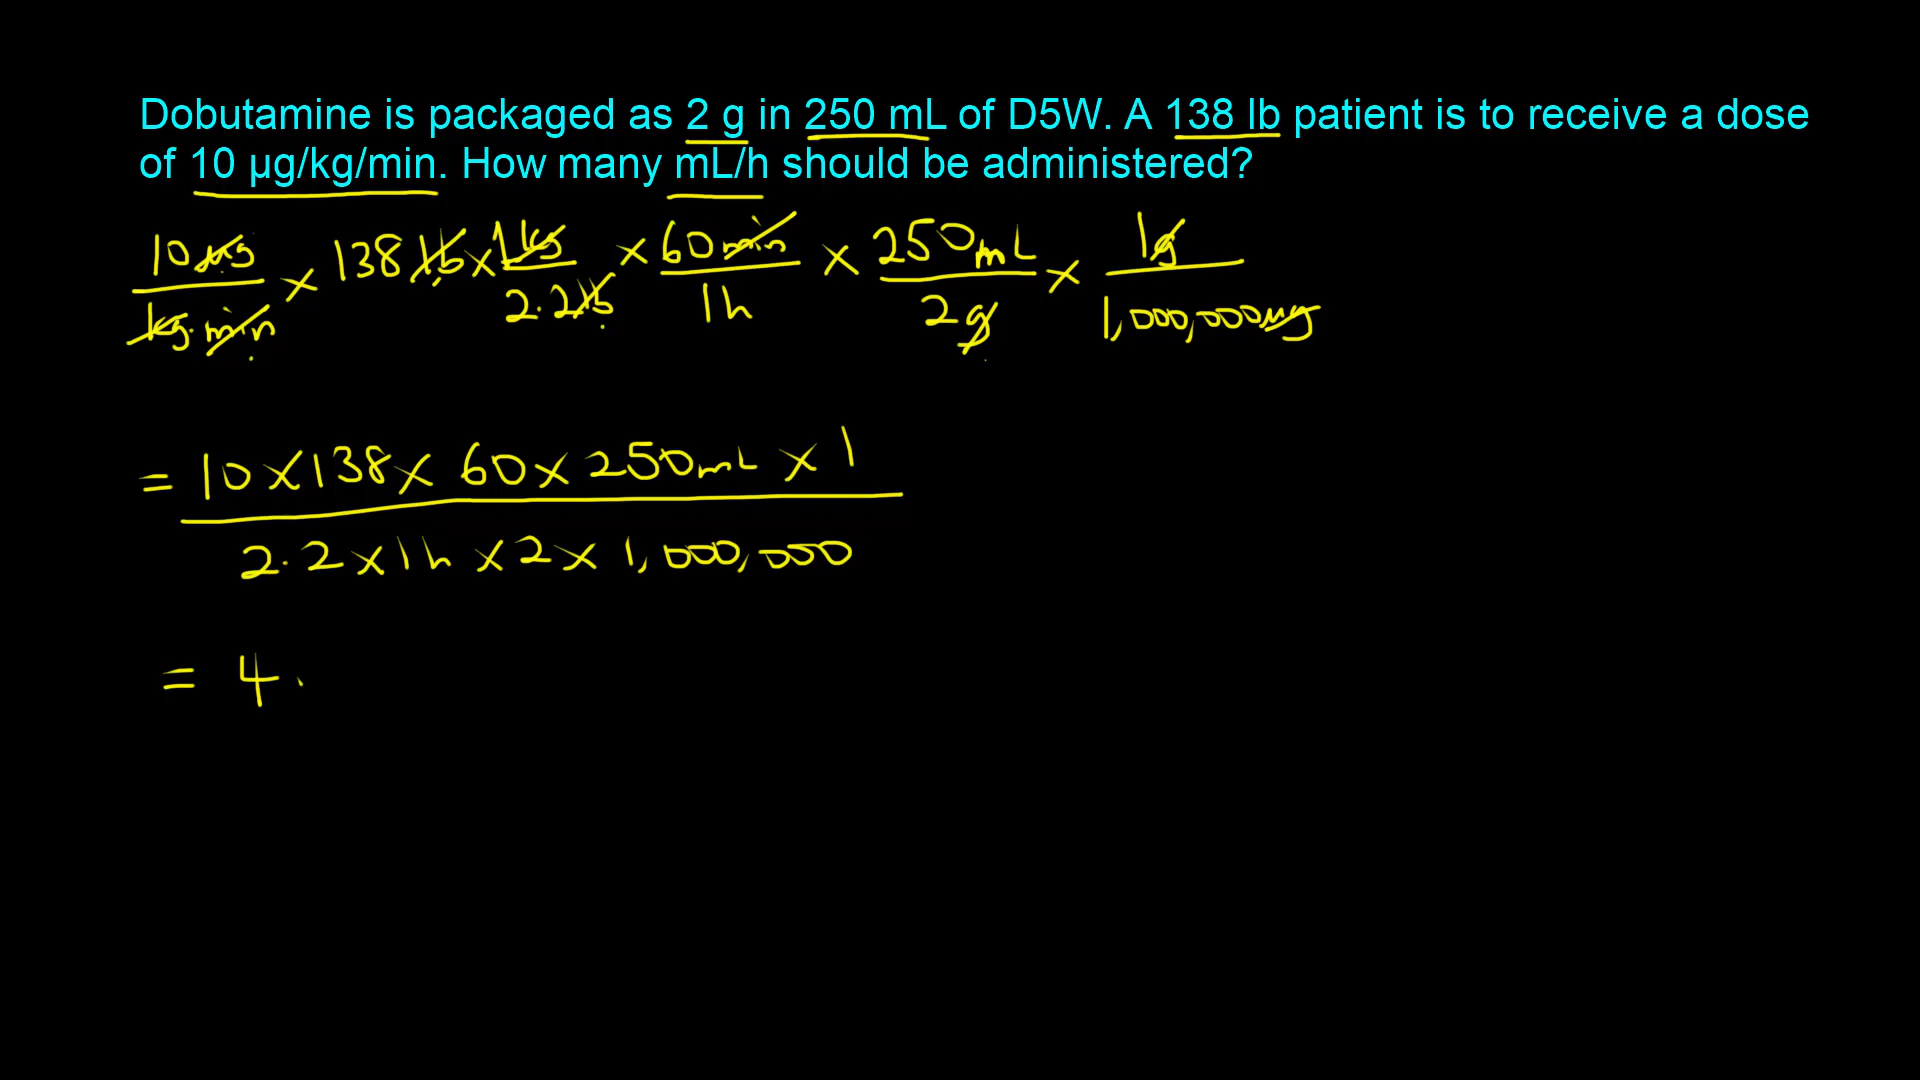 Dobutamine is packaged as 2 g in 250 mL of D5W. A 138 lb patient is to receive a dose
of 10 µg/kg/min. How many mL/h should be administered?
10 µg × 138 lb × 1 kg × 60 min × 250 mL × 1 g
kg · min 2.2 lb 1 h 2 g 1,000,000 µg
= 10 × 138 × 60 × 250 mL × 1
2.2 × 1 h × 2 × 1,000,000
= 4.